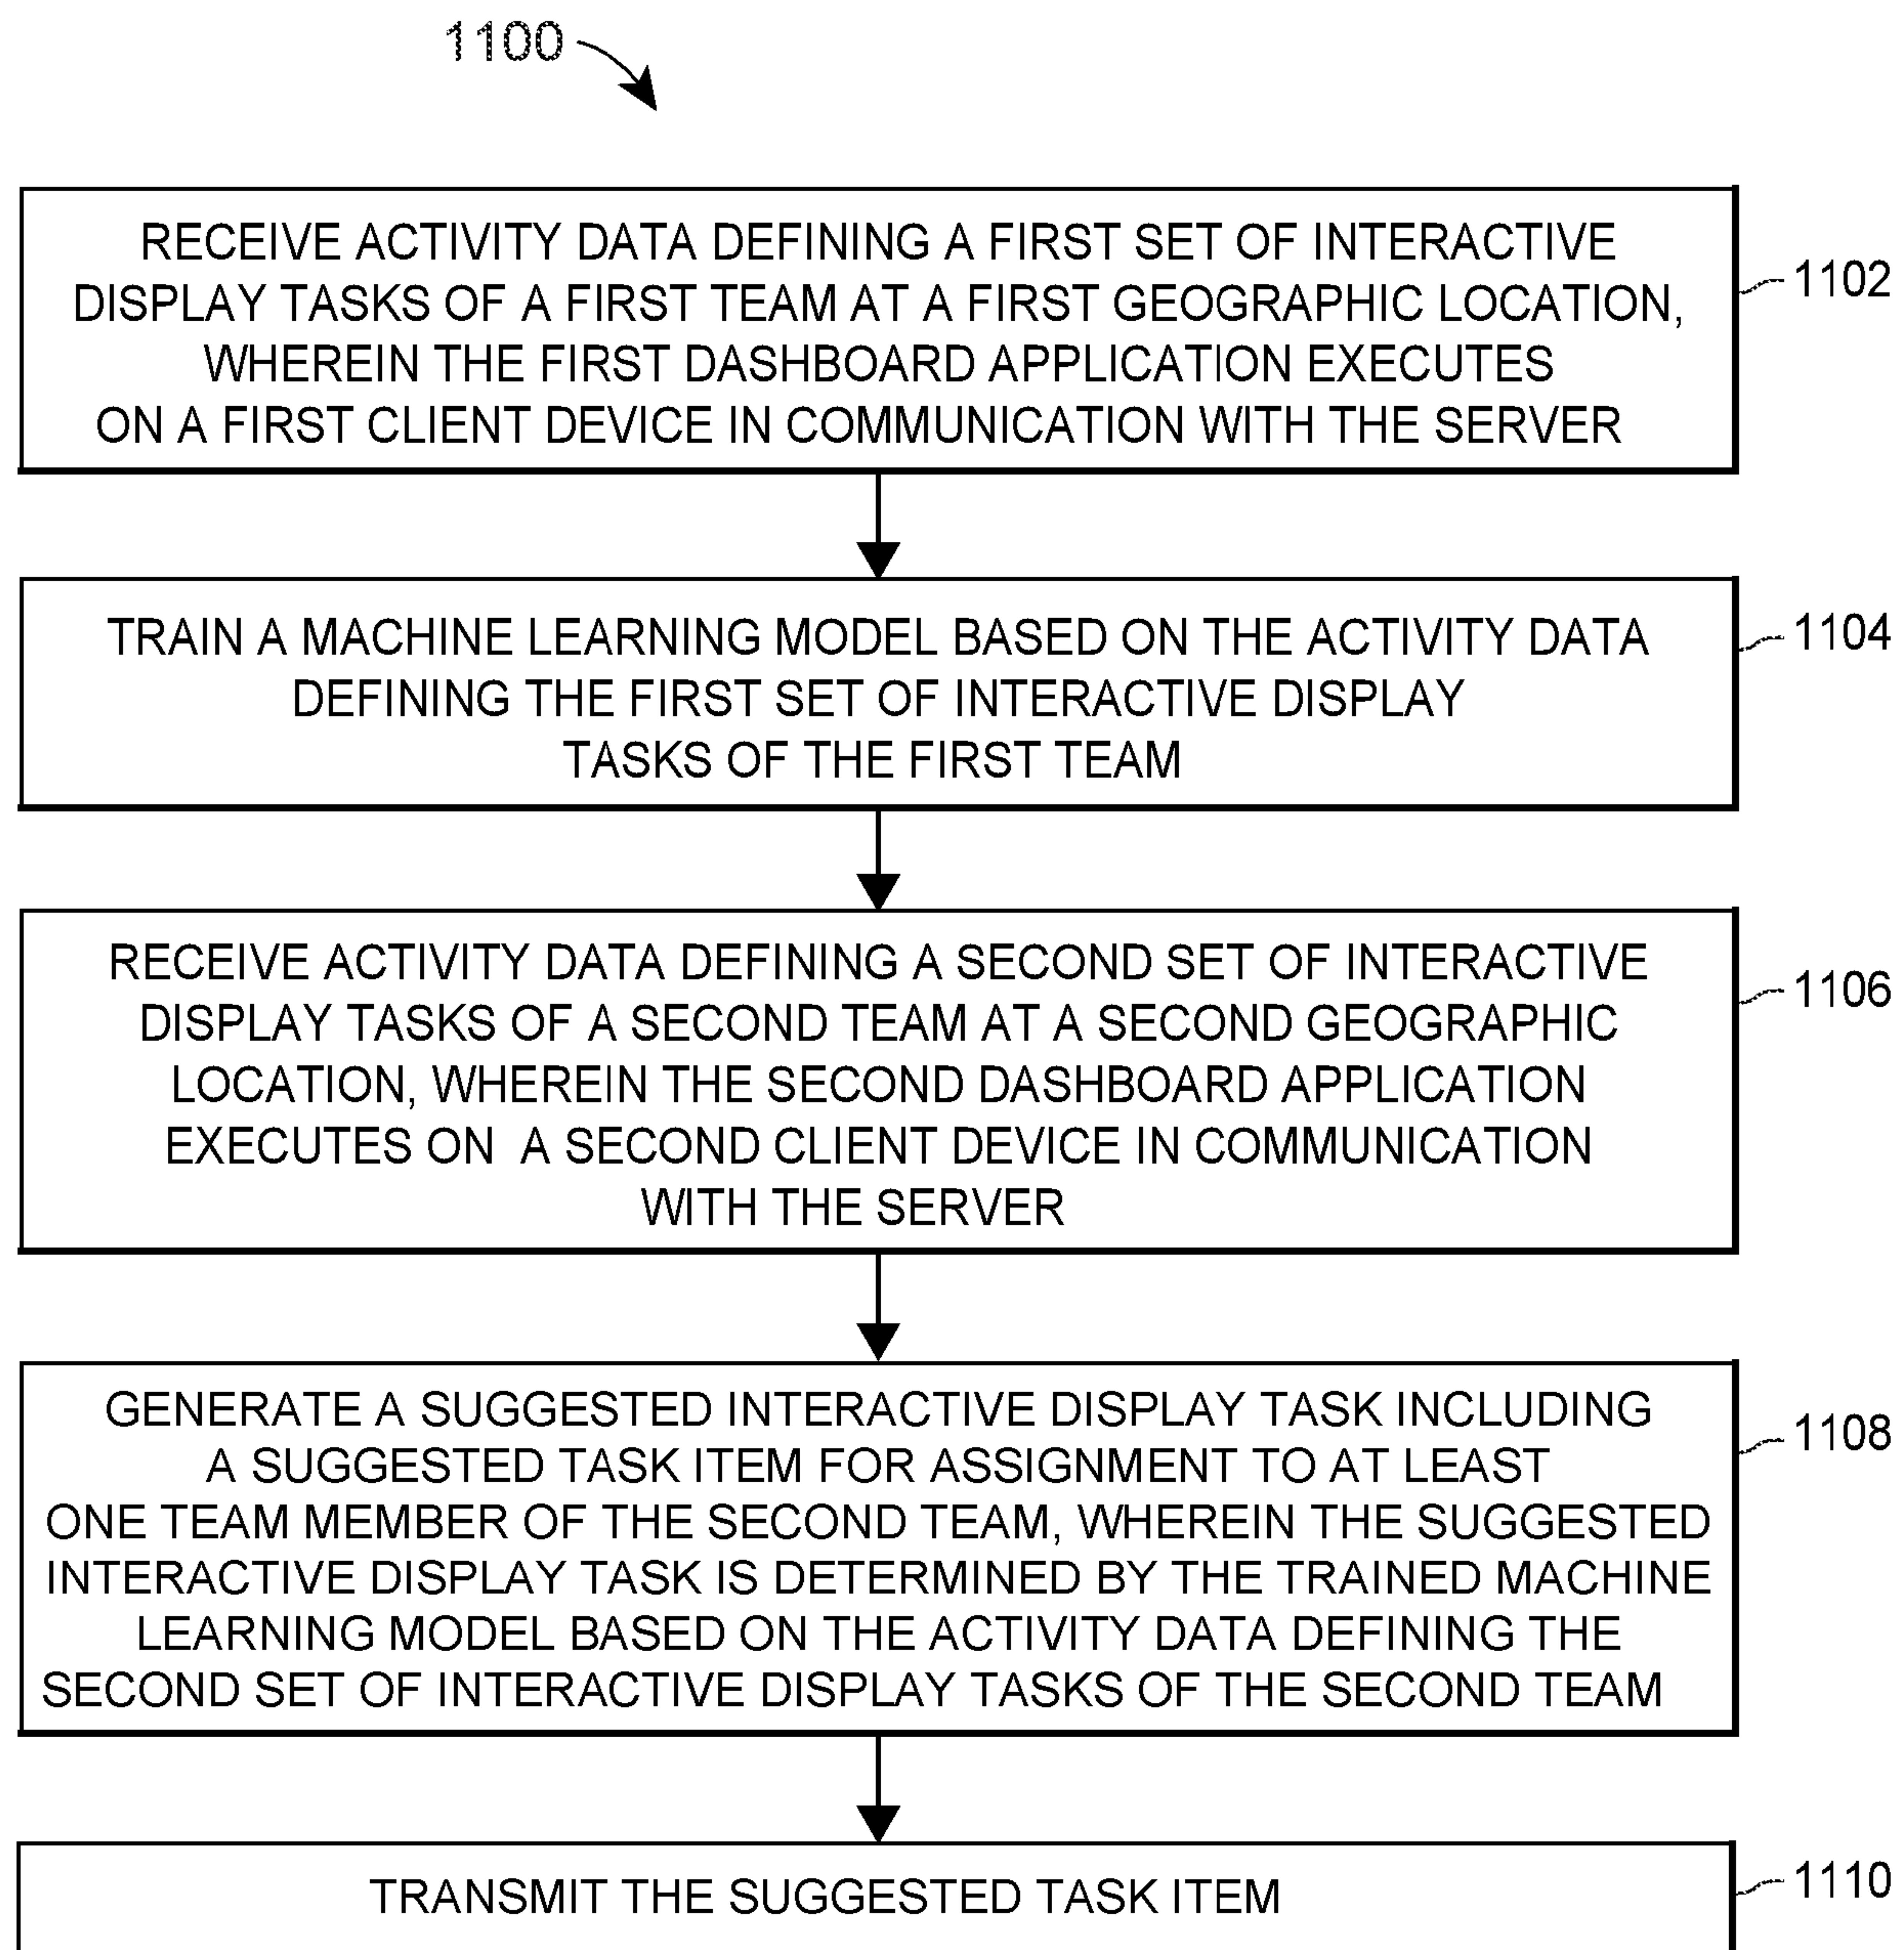 1100
RECEIVE ACTIVITY DATA DEFINING A FIRST SET OF INTERACTIVE
DISPLAY TASKS OF A FIRST TEAM AT A FIRST GEOGRAPHIC LOCATION,
WHEREIN THE FIRST DASHBOARD APPLICATION EXECUTES
ON A FIRST CLIENT DEVICE IN COMMUNICATION WITH THE SERVER
1102
TRAIN A MACHINE LEARNING MODEL BASED ON THE ACTIVITY DATA
DEFINING THE FIRST SET OF INTERACTIVE DISPLAY
TASKS OF THE FIRST TEAM
1104
RECEIVE ACTIVITY DATA DEFINING A SECOND SET OF INTERACTIVE
DISPLAY TASKS OF A SECOND TEAM AT A SECOND GEOGRAPHIC
LOCATION, WHEREIN THE SECOND DASHBOARD APPLICATION
EXECUTES ON A SECOND CLIENT DEVICE IN COMMUNICATION
WITH THE SERVER
1106
GENERATE A SUGGESTED INTERACTIVE DISPLAY TASK INCLUDING
A SUGGESTED TASK ITEM FOR ASSIGNMENT TO AT LEAST
ONE TEAM MEMBER OF THE SECOND TEAM, WHEREIN THE SUGGESTED
INTERACTIVE DISPLAY TASK IS DETERMINED BY THE TRAINED MACHINE
LEARNING MODEL BASED ON THE ACTIVITY DATA DEFINING THE
SECOND SET OF INTERACTIVE DISPLAY TASKS OF THE SECOND TEAM
1108
TRANSMIT THE SUGGESTED TASK ITEM
1110